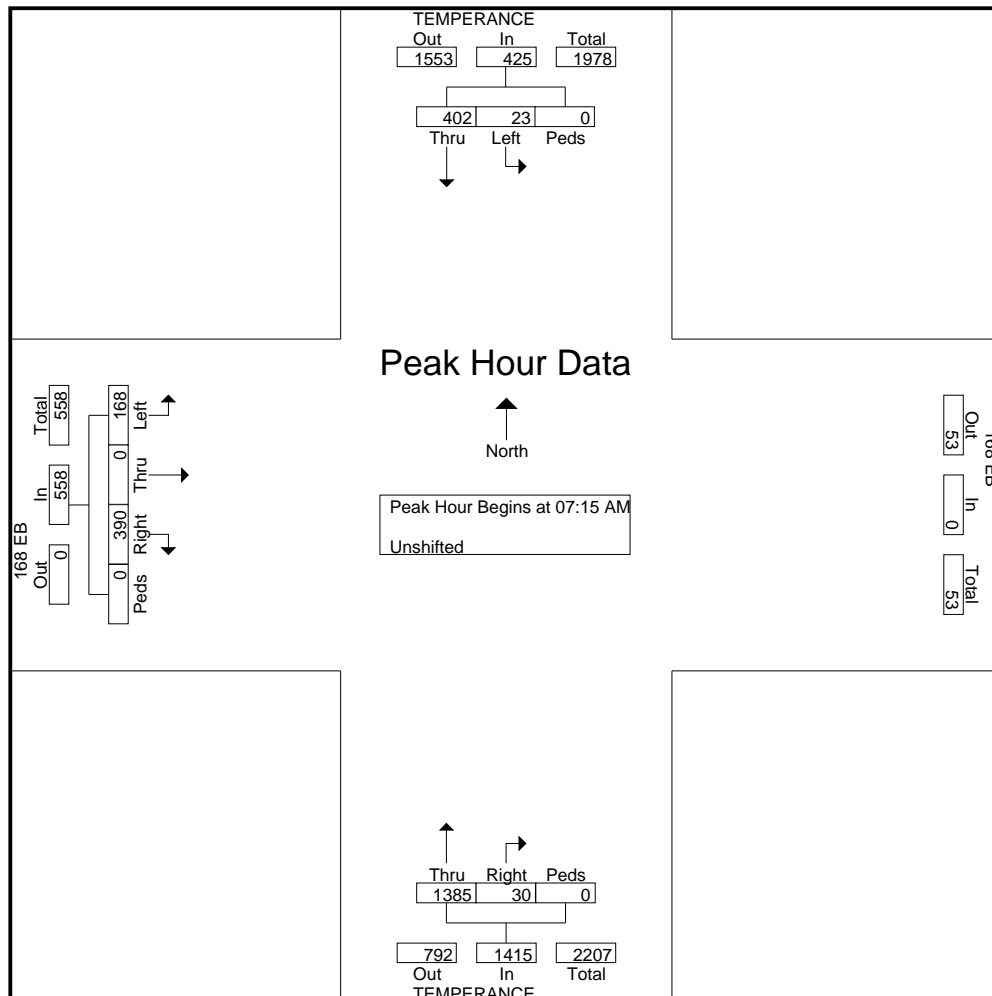 TEMPERANCE
Out In Total
1553 425 1978
402 23 0
Thru Left Peds
Peak Hour Data
North
Peak Hour Begins at 07:15 AM
Unshifted
168 EB
Out In Total
0 558 558
Peds Right Thru Left
0 390 0 168
168 EB
Out In Total
53 0 53
Thru Right Peds
1385 30 0
792 1415 2207
Out In Total
TEMPERANCE